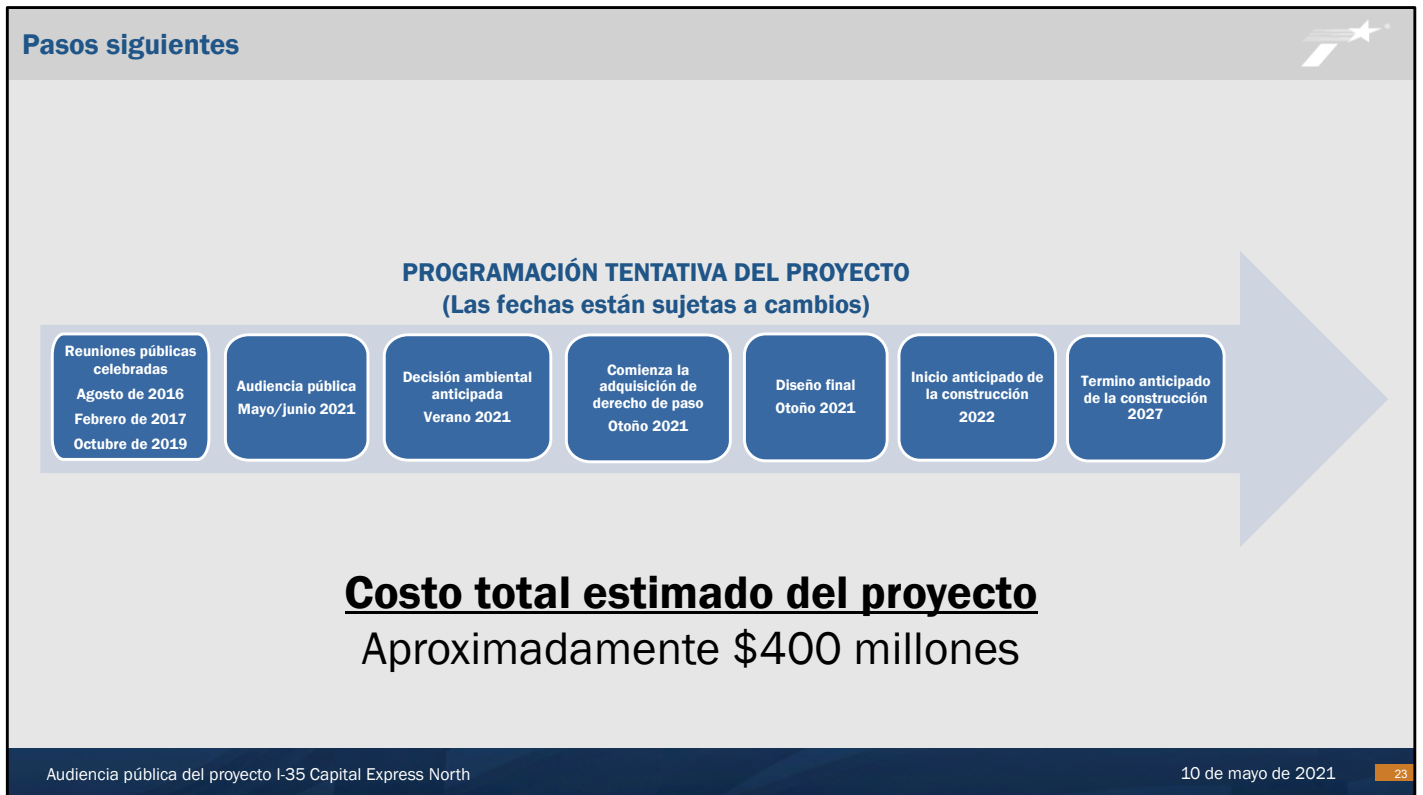 Pasos siguientes
PROGRAMACIÓN TENTATIVA DEL PROYECTO
(Las fechas están sujetas a cambios)
Reuniones públicas
celebradas
Agosto de 2016
Febrero de 2017
Octubre de 2019
Audiencia pública
Mayo/junio 2021
Decisión ambiental
anticipada
Verano 2021
Comienza la
adquisición de
derecho de paso
Otoño 2021
Diseño final
Otoño 2021
Inicio anticipado de
la construcción
2022
Termino anticipado
de la construcción
2027
Costo total estimado del proyecto
Aproximadamente $400 millones
Audiencia pública del proyecto I-35 Capital Express North
10 de mayo de 2021
23